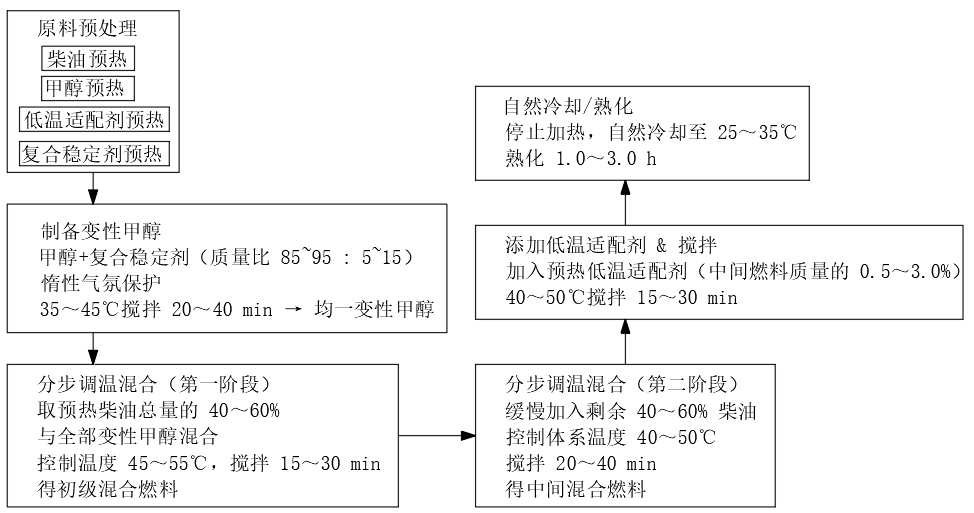 原料预处理
柴油预热
甲醇预热
低温适配剂预热
复合稳定剂预热
制备变性甲醇
甲醇+复合稳定剂（质量比 85~95 : 5~15）
惰性气氛保护
35～45℃搅拌 20～40 min → 均一变性甲醇
分步调温混合（第一阶段）
取预热柴油总量的 40～60%
与全部变性甲醇混合
控制温度 45～55℃，搅拌 15～30 min
得初级混合燃料
分步调温混合（第二阶段）
缓慢加入剩余 40～60% 柴油
控制体系温度 40～50℃
搅拌 20～40 min
得中间混合燃料
添加低温适配剂 & 搅拌
加入预热低温适配剂（中间燃料质量的 0.5～3.0%）
40～50℃搅拌 15～30 min
自然冷却/熟化
停止加热，自然冷却至 25～35℃
熟化 1.0～3.0 h